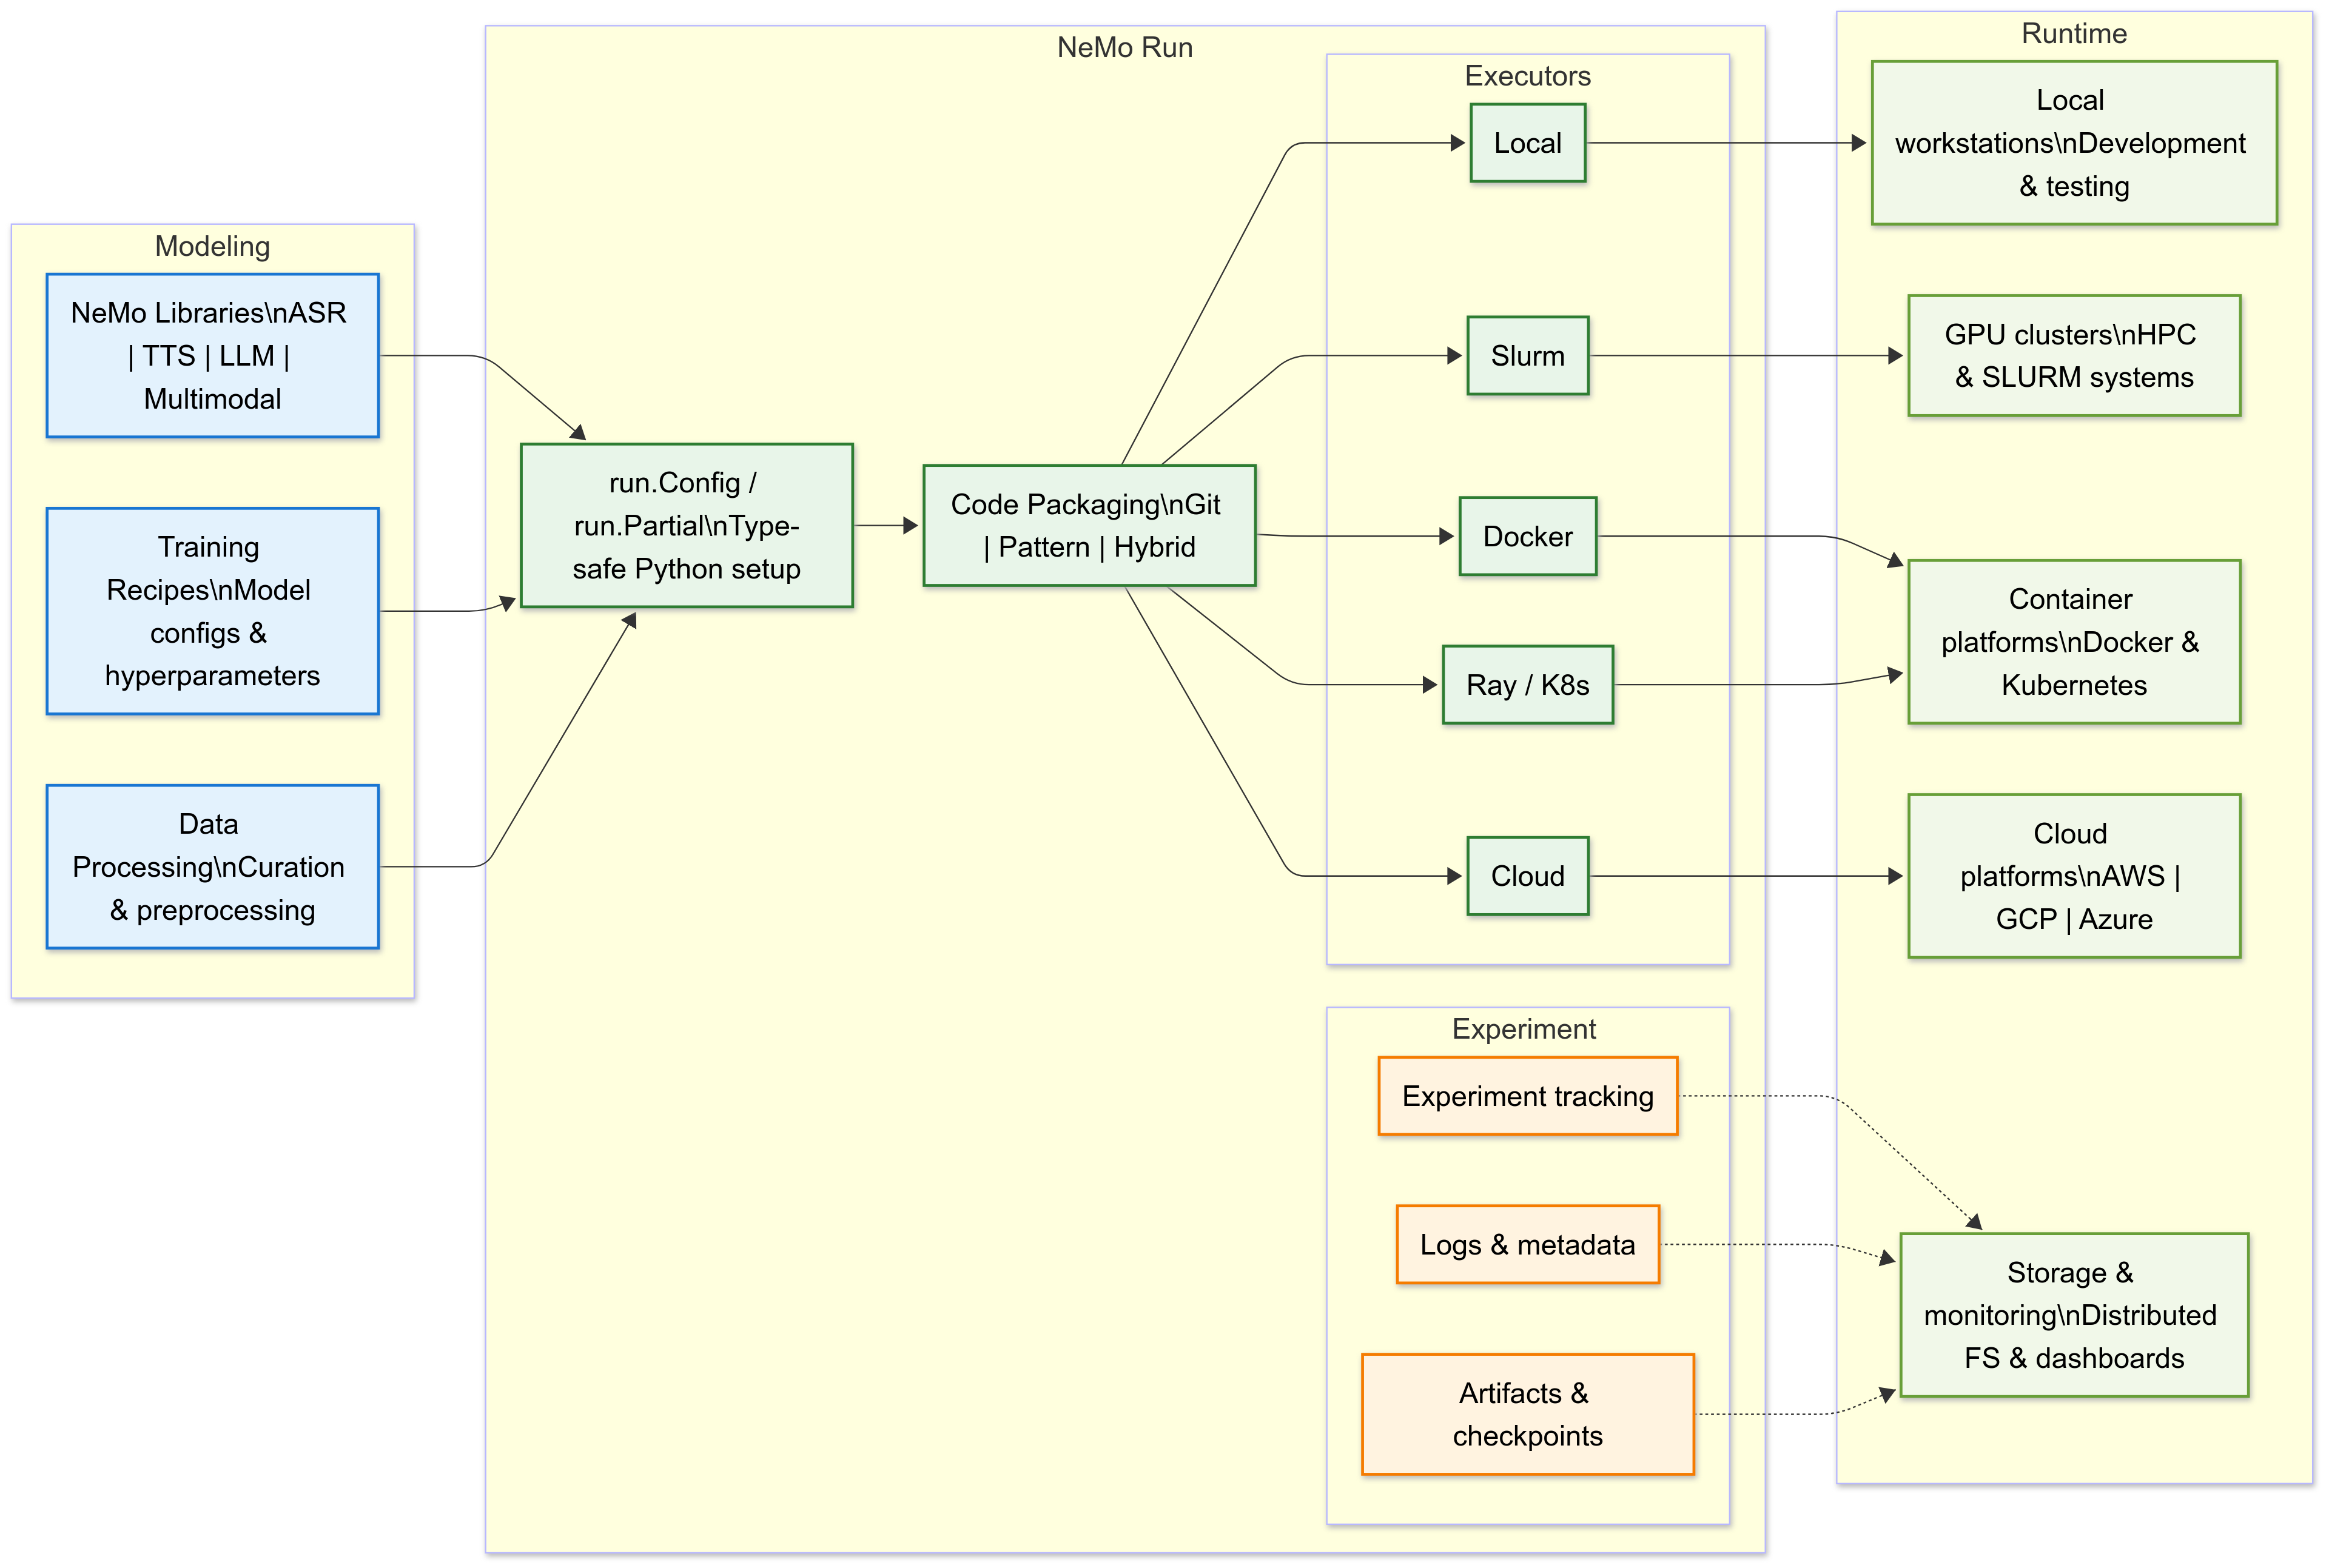 Modeling
NeMo Libraries\nASR
| TTS | LLM |
Multimodal
Training
Recipes\nModel
configs &
hyperparameters
Data
Processing\nCuration
& preprocessing
NeMo Run
run.Config /
run.Partial\nType-
safe Python setup
Code Packaging\nGit
| Pattern | Hybrid
Executors
Local
Slurm
Docker
Ray / K8s
Cloud
Experiment
Experiment tracking
Logs & metadata
Artifacts &
checkpoints
Runtime
Local
workstations\nDevelopment
& testing
GPU clusters\nHPC
& SLURM systems
Container
platforms\nDocker &
Kubernetes
Cloud
platforms\nAWS |
GCP | Azure
Storage &
monitoring\nDistributed
FS & dashboards